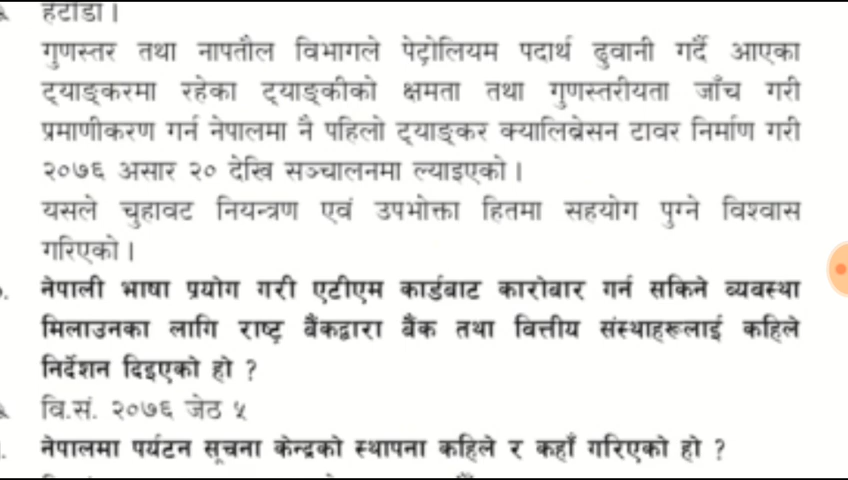 हेटौंडा ।
गुणस्तर तथा नापतौल विभागले पेट्रोलियम पदार्थ ढुवानी गर्दै आएका
ट्याङ्करमा रहेका ट्याङ्कीको क्षमता तथा गुणस्तरीयता जाँच गरी
प्रमाणीकरण गर्न नेपालमा नै पहिलो ट्याङ्कर क्यालिब्रेसन टावर निर्माण गरी
२०७६ असार २० देखि सञ्चालनमा ल्याइएको ।
यसले चुहावट नियन्त्रण एवं उपभोक्ता हितमा सहयोग पुग्ने विश्वास
गरिएको ।
नेपाली भाषा प्रयोग गरी एटीएम कार्डबाट कारोबार गर्न सकिने व्यवस्था
मिलाउनका लागि राष्ट्र बैंकद्वारा बैंक तथा वित्तीय संस्थाहरूलाई कहिले
निर्देशन दिइएको हो ?
वि.सं. २०७६ जेठ ५
नेपालमा पर्यटन सूचना केन्द्रको स्थापना कहिले र कहाँ गरिएको हो ?